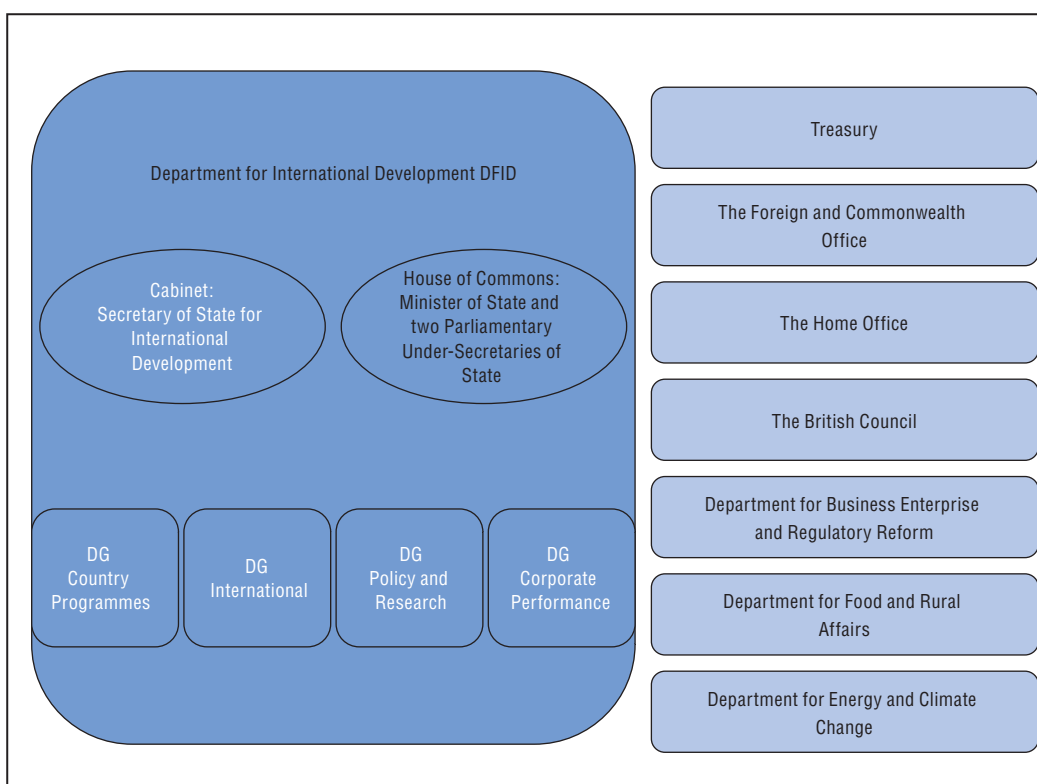 Department for International Development DFID
Cabinet:
Secretary of State for
International
Development
House of Commons:
Minister of State and
two Parliamentary
Under-Secretaries of
State
DG
Country
Programmes
DG
International
DG
Policy and
Research
DG
Corporate
Performance
Treasury
The Foreign and Commonwealth
Office
The Home Office
The British Council
Department for Business Enterprise
and Regulatory Reform
Department for Food and Rural
Affairs
Department for Energy and Climate
Change